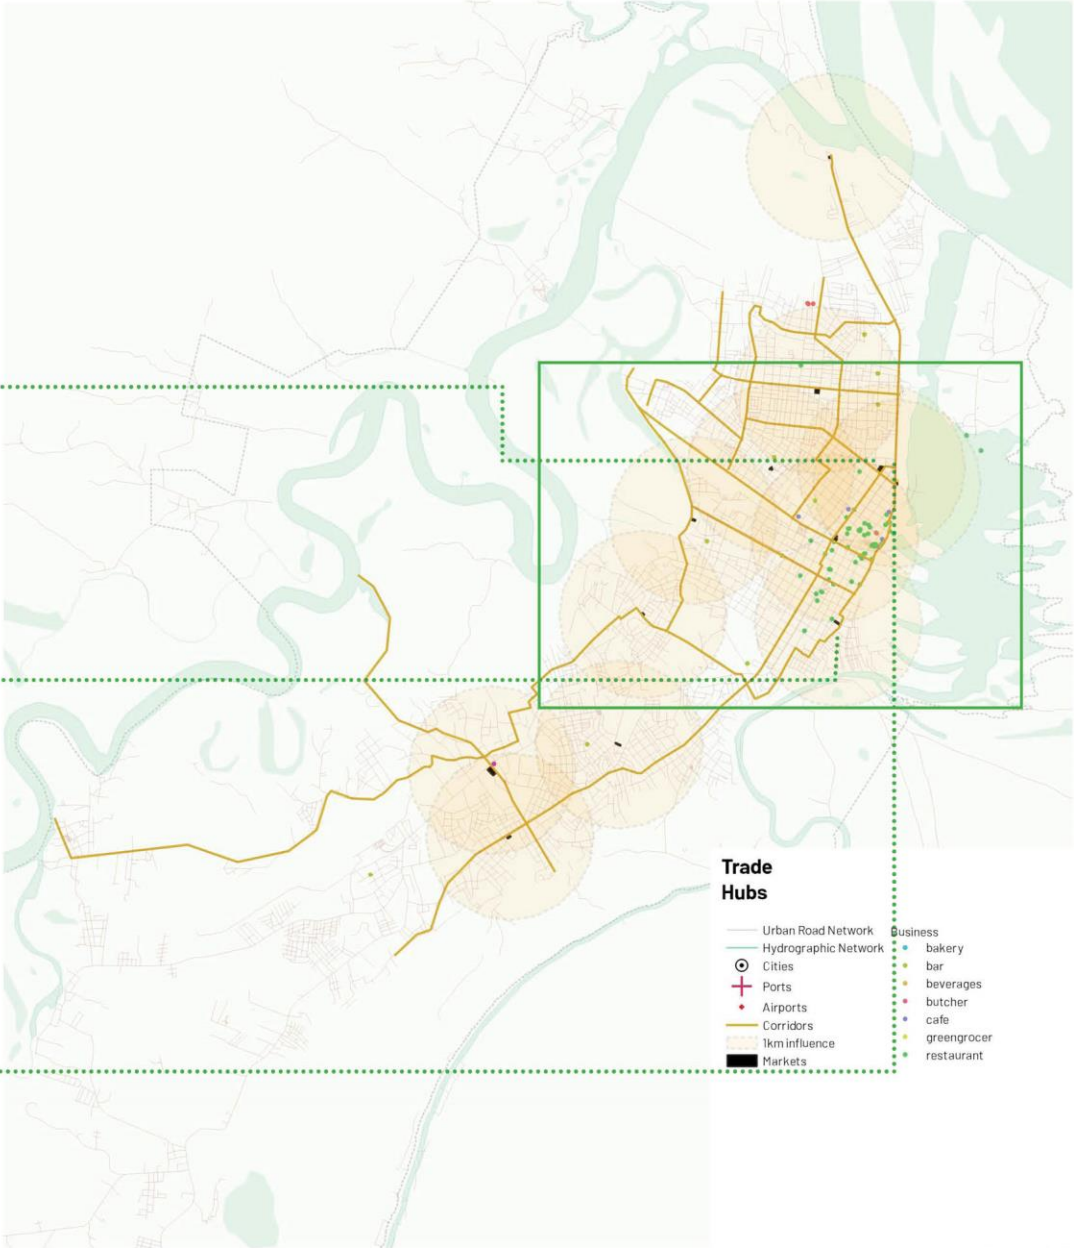 Trade
Hubs
Urban Road Network
Hydrographic Network
Cities
Ports
Airports
Corridors
1km influence
Markets
Business
bakery
bar
beverages
butcher
cafe
greengrocer
restaurant